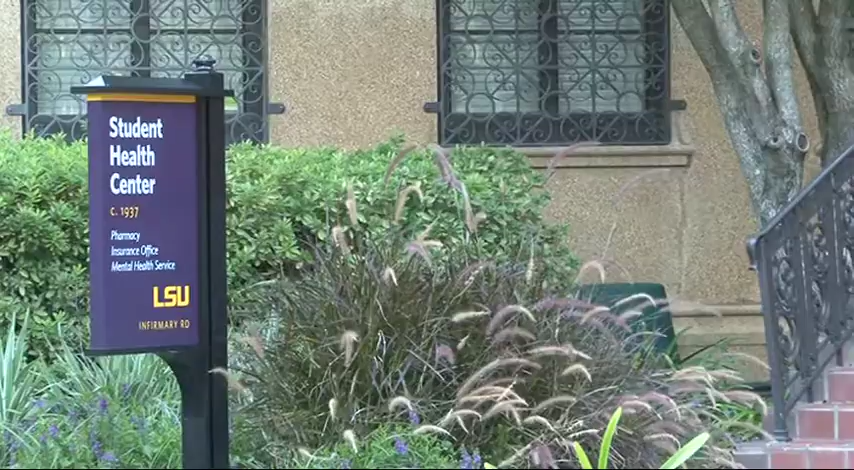 Student
Health
Center
c. 1937
Pharmacy
Insurance Office
Mental Health Service
LSU
INFIRMARY RD